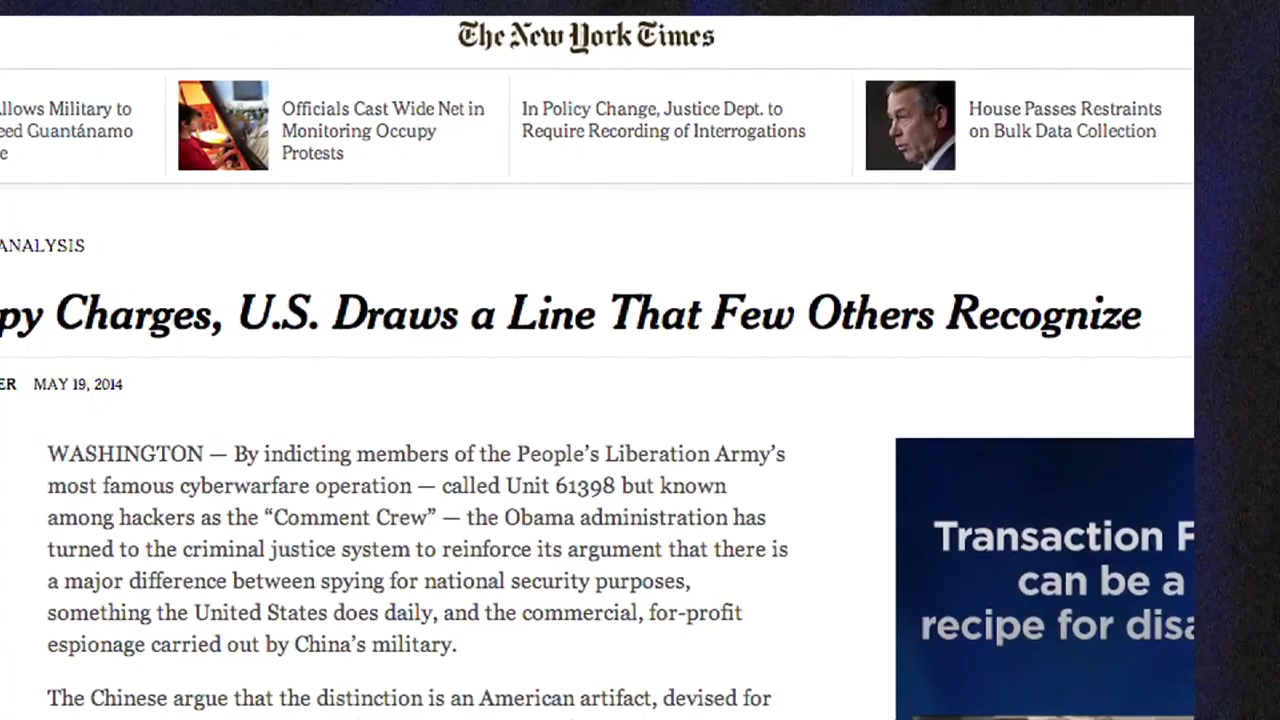 The New York Times
llows Military to
eed Guantánamo
e
Officials Cast Wide Net in
Monitoring Occupy
Protests
In Policy Change, Justice Dept. to
Require Recording of Interrogations
House Passes Restraints
on Bulk Data Collection
ANALYSIS
py Charges, U.S. Draws a Line That Few Others Recognize
ER MAY 19, 2014
WASHINGTON — By indicting members of the People’s Liberation Army’s
most famous cyberwarfare operation — called Unit 61398 but known
among hackers as the “Comment Crew” — the Obama administration has
turned to the criminal justice system to reinforce its argument that there is
a major difference between spying for national security purposes,
something the United States does daily, and the commercial, for-profit
espionage carried out by China’s military.
The Chinese argue that the distinction is an American artifact, devised for
Transaction F
can be a
recipe for disa